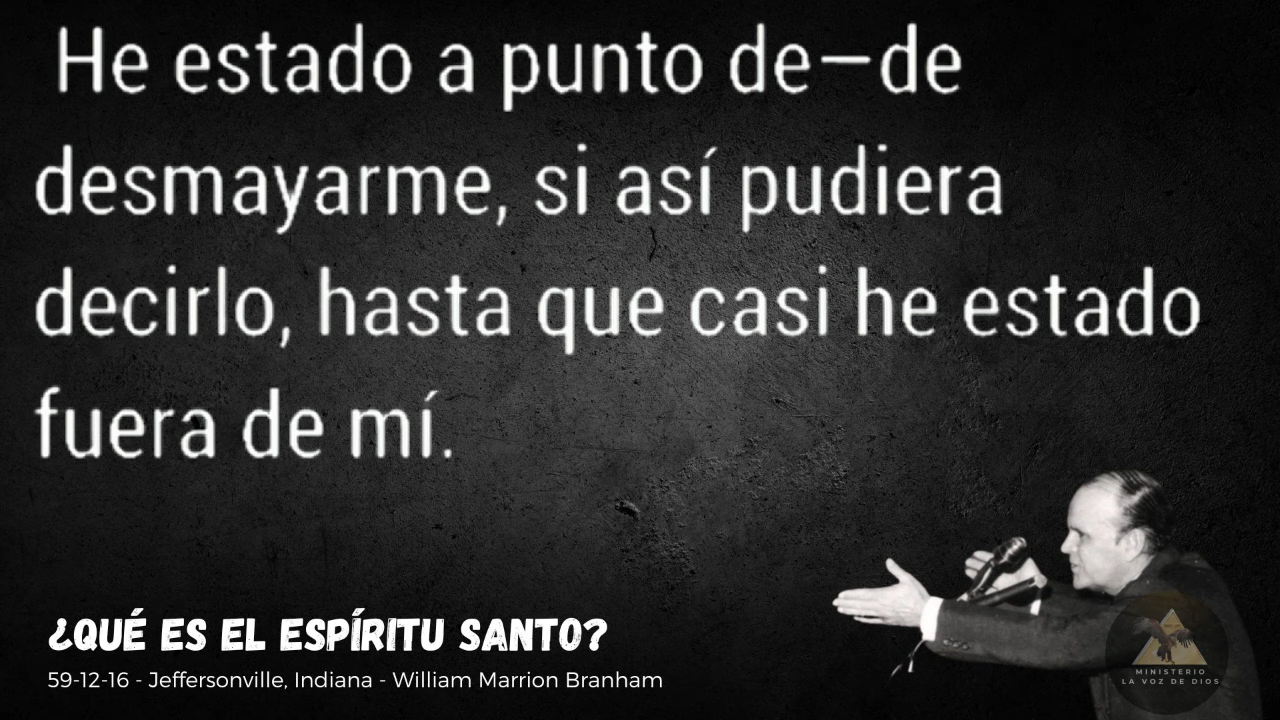 He estado a punto de—de
desmayarme, si así pudiera
decirlo, hasta que casi he estado
fuera de mí.
¿QUÉ ES EL ESPÍRITU SANTO?
59-12-16 - Jeffersonville, Indiana - William Marrion Branham
MINISTERIO
LA VOZ DE DIOS